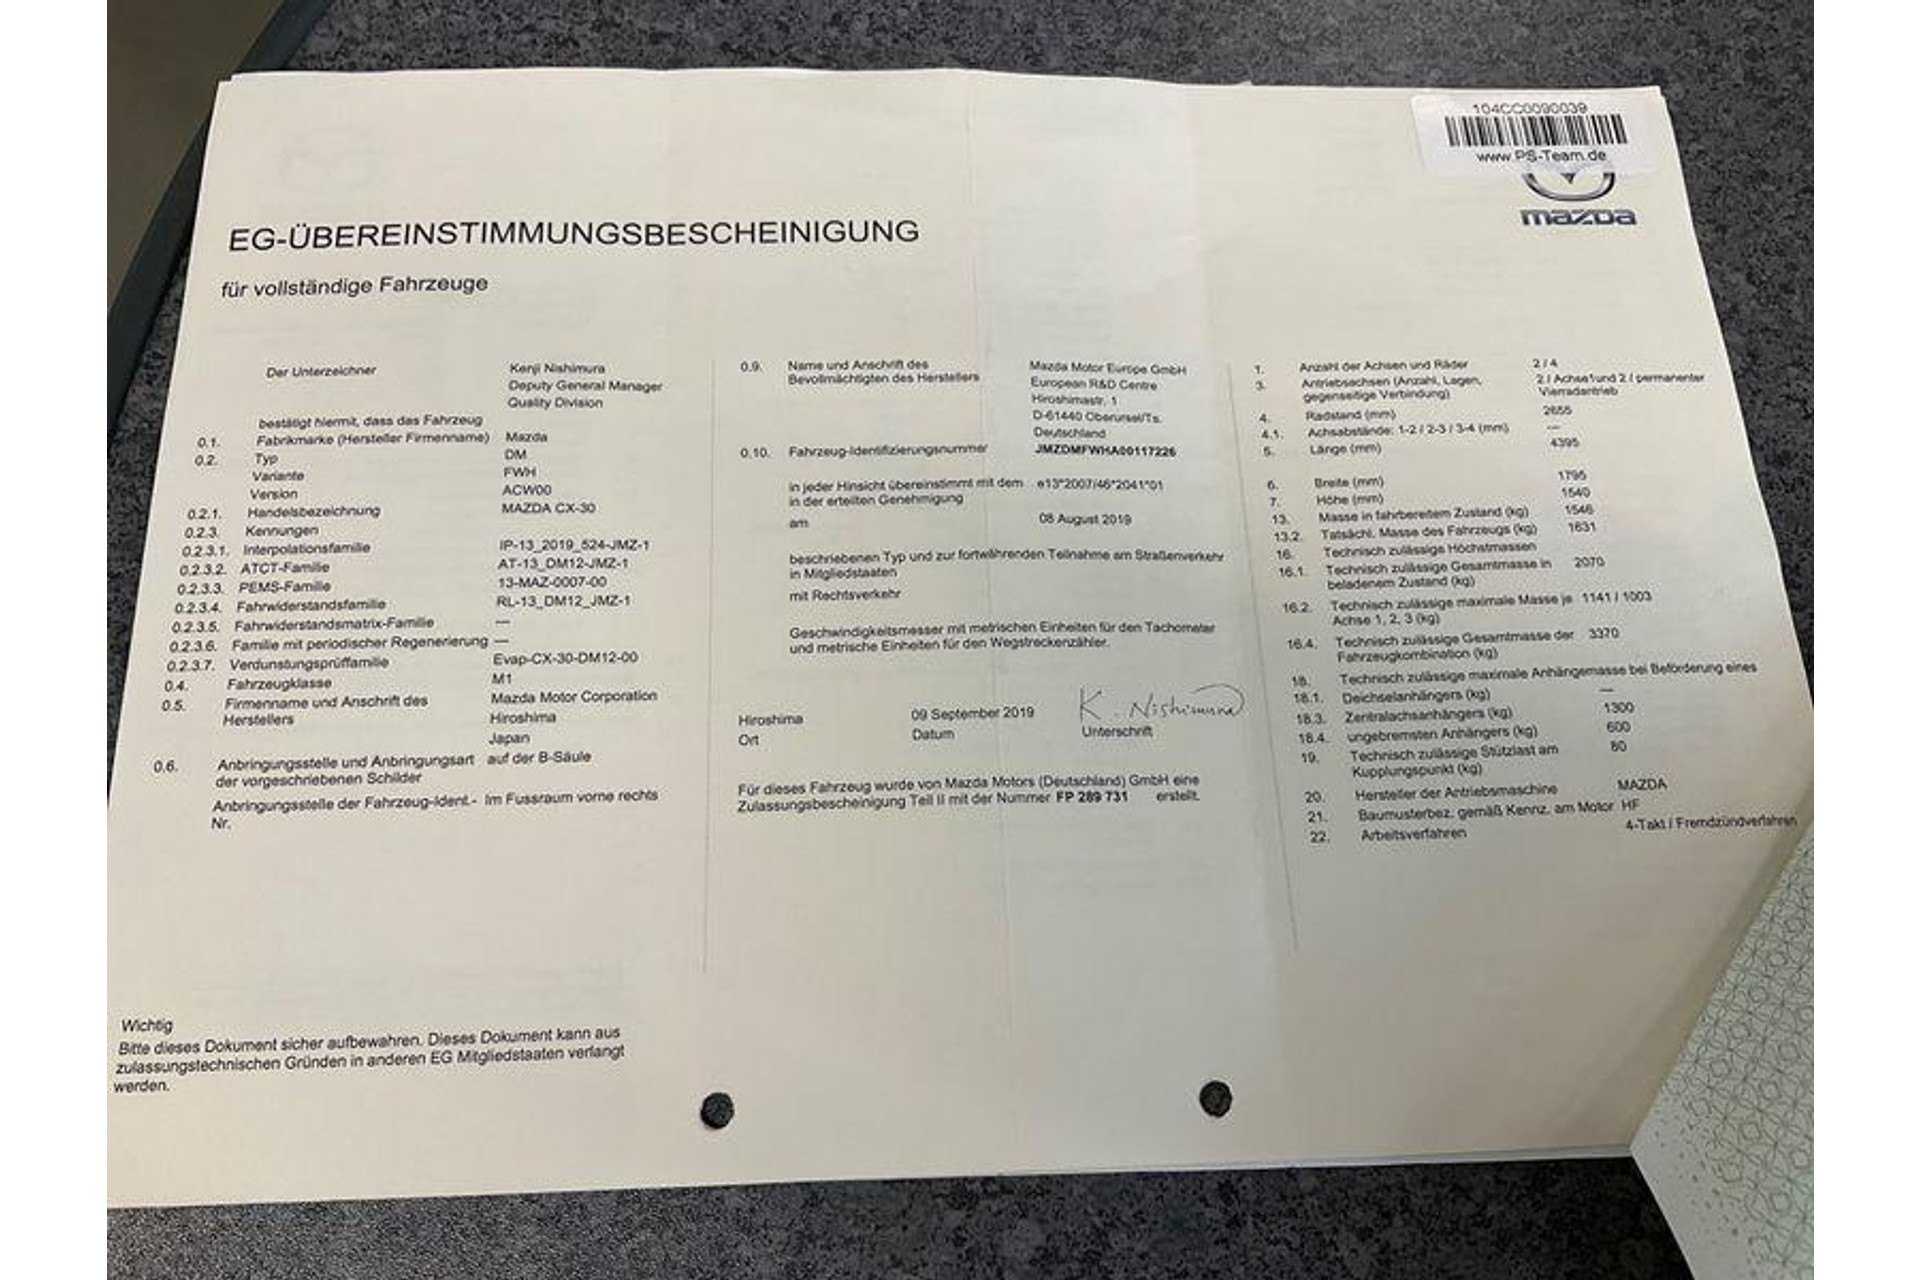 104CC0090039
www.PS-Team.de
mazda
EG-ÜBEREINSTIMMUNGSBESCHEINIGUNG
für vollständige Fahrzeuge
Der Unterzeichner Kenji Nishimura
Deputy General Manager
Quality Division
bestätigt hiermit, dass das Fahrzeug
0.1. Fabrikmarke (Hersteller Firmenname) Mazda
0.2. Typ DM
Variante FWH
Version ACW00
0.2.1. Handelsbezeichnung MAZDA CX-30
0.2.3. Kennungen
0.2.3.1. Interpolationsfamilie IP-13_2019_524-JMZ-1
0.2.3.2. ATCT-Familie AT-13_DM12-JMZ-1
0.2.3.3. PEMS-Familie 13-MAZ-0007-00
0.2.3.4. Fahrwiderstandsfamilie RL-13_DM12_JMZ-1
0.2.3.5. Fahrwiderstandsmatrix-Familie ---
0.2.3.6. Familie mit periodischer Regenerierung ---
0.2.3.7. Verdunstungsprüffamilie Evap-CX-30-DM12-00
0.4. Fahrzeugklasse M1
0.5. Firmenname und Anschrift des Mazda Motor Corporation
Herstellers Hiroshima
Japan
0.6. Anbringungsstelle und Anbringungsart auf der B-Säule
der vorgeschriebenen Schilder
Anbringungsstelle der Fahrzeug-Ident.- Im Fussraum vorne rechts
Nr.
0.9. Name und Anschrift des Mazda Motor Europe GmbH
Bevollmächtigten des Herstellers European R&D Centre
Hiroshimastr. 1
D-61440 Oberursel/Ts.
Deutschland
0.10. Fahrzeug-Identifizierungsnummer JMZDMFWHA00117226
in jeder Hinsicht übereinstimmt mit dem e13*2007/46*2041*01
in der erteilten Genehmigung
am 08 August 2019
beschriebenen Typ und zur fortwährenden Teilnahme am Straßenverkehr
in Mitgliedstaaten
mit Rechtsverkehr
Geschwindigkeitsmesser mit metrischen Einheiten für den Tachometer
und metrische Einheiten für den Wegstreckenzähler.
Hiroshima 09 September 2019 K. Nishimura
Ort Datum Unterschrift
Für dieses Fahrzeug wurde von Mazda Motors (Deutschland) GmbH eine
Zulassungsbescheinigung Teil II mit der Nummer FP 289 731 erstellt.
1. Anzahl der Achsen und Räder 2 / 4
3. Antriebsachsen (Anzahl, Lagen, 2 / Achse1und 2 / permanenter
gegenseitige Verbindung) Vierradantrieb
4. Radstand (mm) 2655
4.1. Achsabstände: 1-2 / 2-3 / 3-4 (mm) ---
5. Länge (mm) 4395
6. Breite (mm) 1795
7. Höhe (mm) 1540
13. Masse in fahrbereitem Zustand (kg) 1546
13.2. Tatsächl. Masse des Fahrzeugs (kg) 1631
16. Technisch zulässige Höchstmassen
16.1. Technisch zulässige Gesamtmasse in 2070
beladenem Zustand (kg)
16.2. Technisch zulässige maximale Masse je 1141 / 1003
Achse 1, 2, 3 (kg)
16.4. Technisch zulässige Gesamtmasse der 3370
Fahrzeugkombination (kg)
18. Technisch zulässige maximale Anhängemasse bei Beförderung eines
18.1. Deichselanhängers (kg) ---
18.3. Zentralachsanhängers (kg) 1300
18.4. ungebremsten Anhängers (kg) 600
19. Technisch zulässige Stützlast am 80
Kupplungspunkt (kg)
20. Hersteller der Antriebsmaschine MAZDA
21. Baumusterbez. gemäß Kennz. am Motor HF
22. Arbeitsverfahren 4-Takt / Fremdzündverfahren
Wichtig
Bitte dieses Dokument sicher aufbewahren. Dieses Dokument kann aus
zulassungstechnischen Gründen in anderen EG Mitgliedstaaten verlangt
werden.